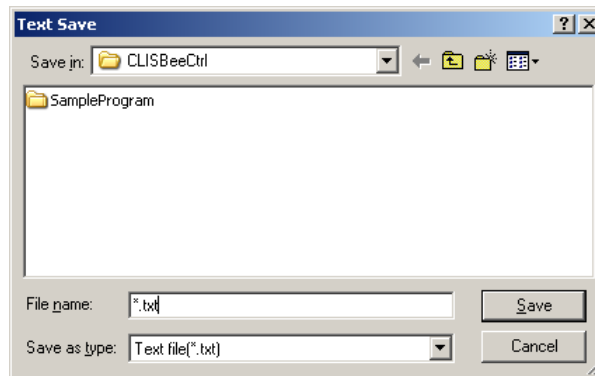 Text Save
Save in: CLISBeeCtrl
SampleProgram
File name: *.txt Save
Save as type: Text file(*.txt) Cancel